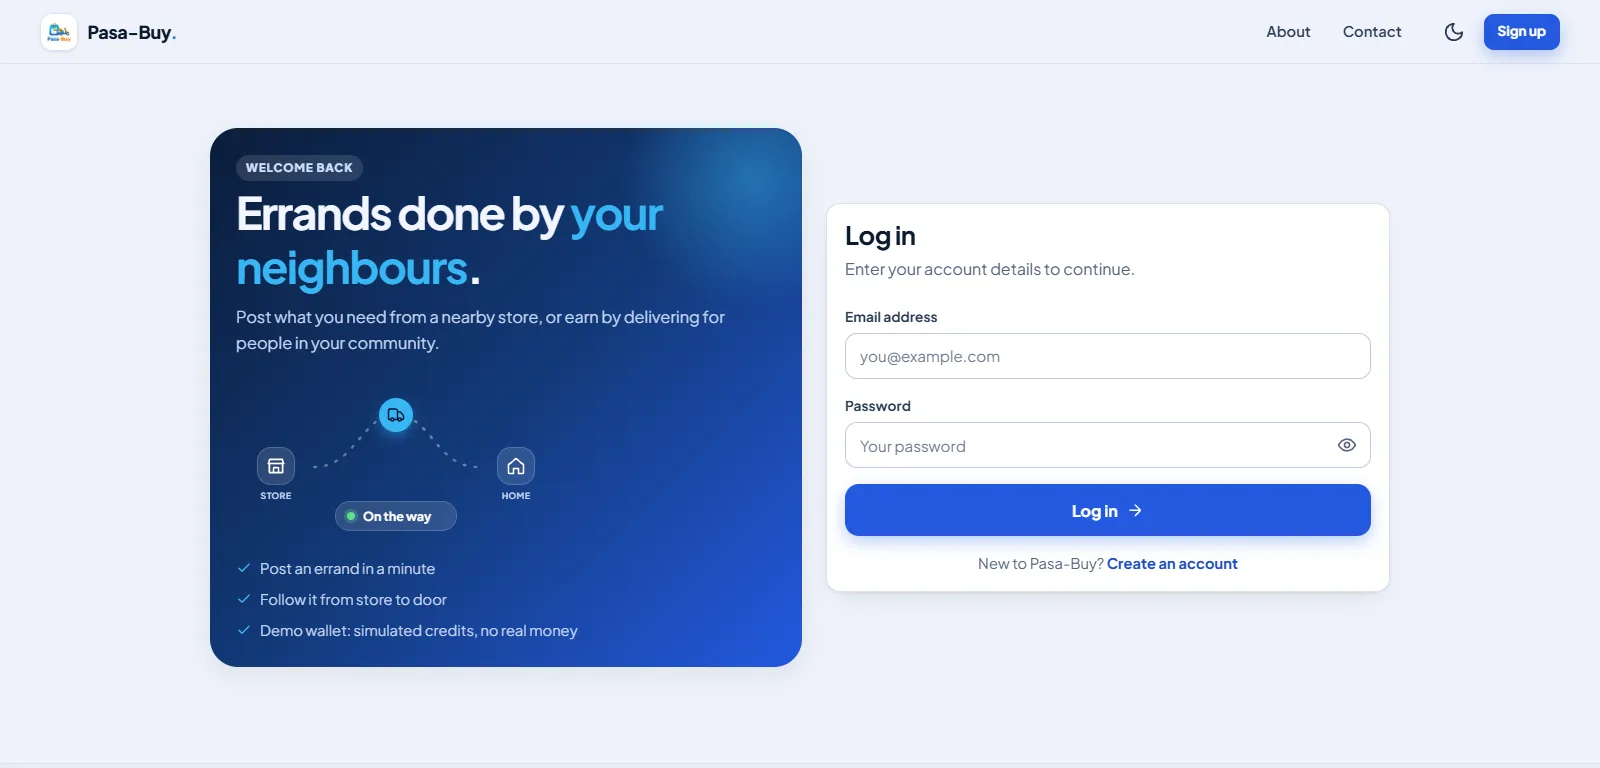 Pasa-Buy
Pasa-Buy.
About
Contact
Sign up
WELCOME BACK
Errands done by your
neighbours.
Post what you need from a nearby store, or earn by delivering for
people in your community.
STORE
HOME
On the way
Post an errand in a minute
Follow it from store to door
Demo wallet: simulated credits, no real money
Log in
Enter your account details to continue.
Email address
you@example.com
Password
Your password
Log in
New to Pasa-Buy? Create an account